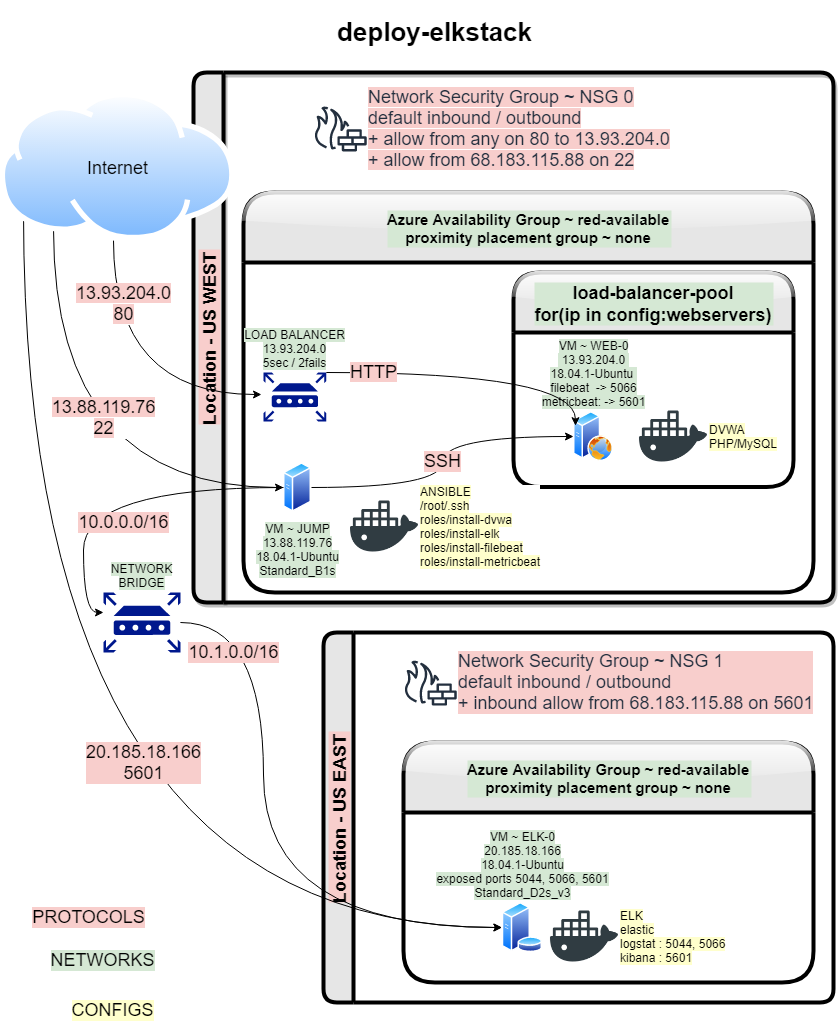 deploy-elkstack
Network Security Group ~ NSG 0
default inbound / outbound
+ allow from any on 80 to 13.93.204.0
+ allow from 68.183.115.88 on 22
Internet
Location - US WEST
Azure Availability Group ~ red-available
proximity placement group ~ none
load-balancer-pool
for(ip in config:webservers)
13.93.204.0
80
LOAD BALANCER
13.93.204.0
5sec / 2fails
HTTP
VM ~ WEB-0
13.93.204.0
18.04.1-Ubuntu
filebeat -> 5066
metricbeat: -> 5601
DVWA
PHP/MySQL
13.88.119.76
22
SSH
VM ~ JUMP
13.88.119.76
18.04.1-Ubuntu
Standard_B1s
ANSIBLE
/root/.ssh
roles/install-dvwa
roles/install-elk
roles/install-filebeat
roles/install-metricbeat
10.0.0.0/16
NETWORK
BRIDGE
10.1.0.0/16
Network Security Group ~ NSG 1
default inbound / outbound
+ inbound allow from 68.183.115.88 on 5601
Location - US EAST
20.185.18.166
5601
Azure Availability Group ~ red-available
proximity placement group ~ none
VM ~ ELK-0
20.185.18.166
18.04.1-Ubuntu
exposed ports 5044, 5066, 5601
Standard_D2s_v3
ELK
elastic
logstat : 5044, 5066
kibana : 5601
PROTOCOLS
NETWORKS
CONFIGS